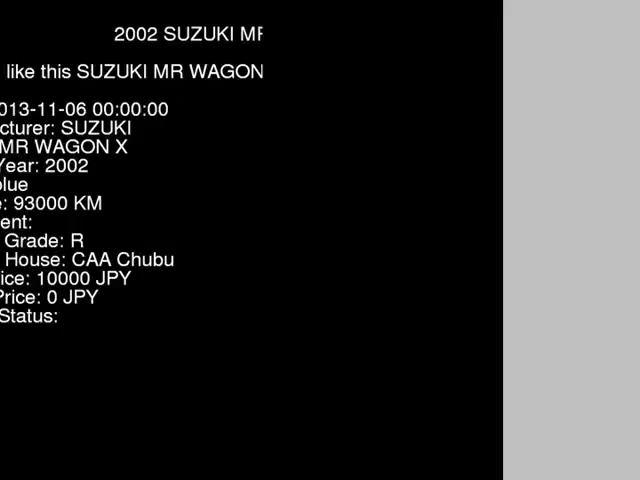 2002 SUZUKI MR
like this SUZUKI MR WAGON
013-11-06 00:00:00
cturer: SUZUKI
MR WAGON X
Year: 2002
blue
e: 93000 KM
ent:
Grade: R
House: CAA Chubu
rice: 10000 JPY
Price: 0 JPY
Status: